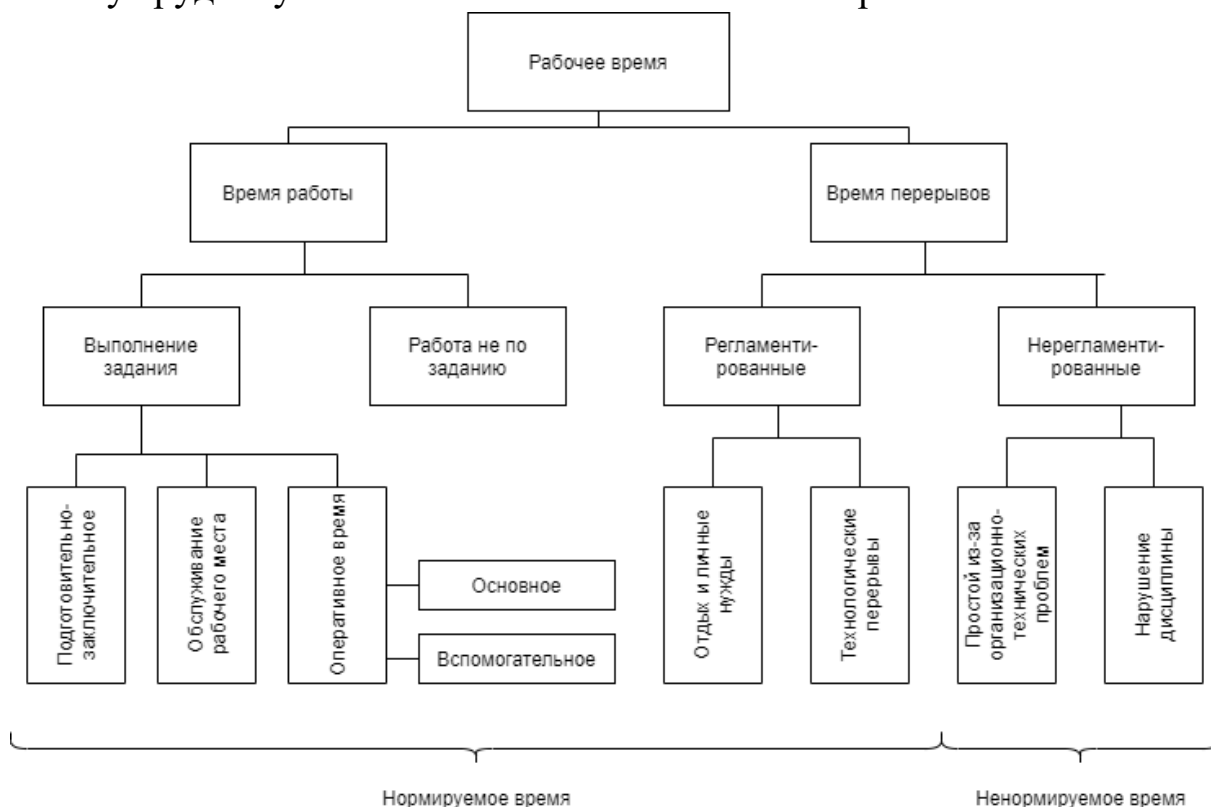 Рабочее время
Время работы
Время перерывов
Выполнение
задания
Работа не по
заданию
Регламенти-
рованные
Нерегламенти-
рованные
Подготовительно-
заключительное
Обслуживание
рабочего места
Оперативное время
Основное
Вспомогательное
Отдых и личные
нужды
Технологические
перерывы
Простой из-за
организационно-
технических
проблем
Нарушение
дисциплины
Нормируемое время
Ненормируемое время